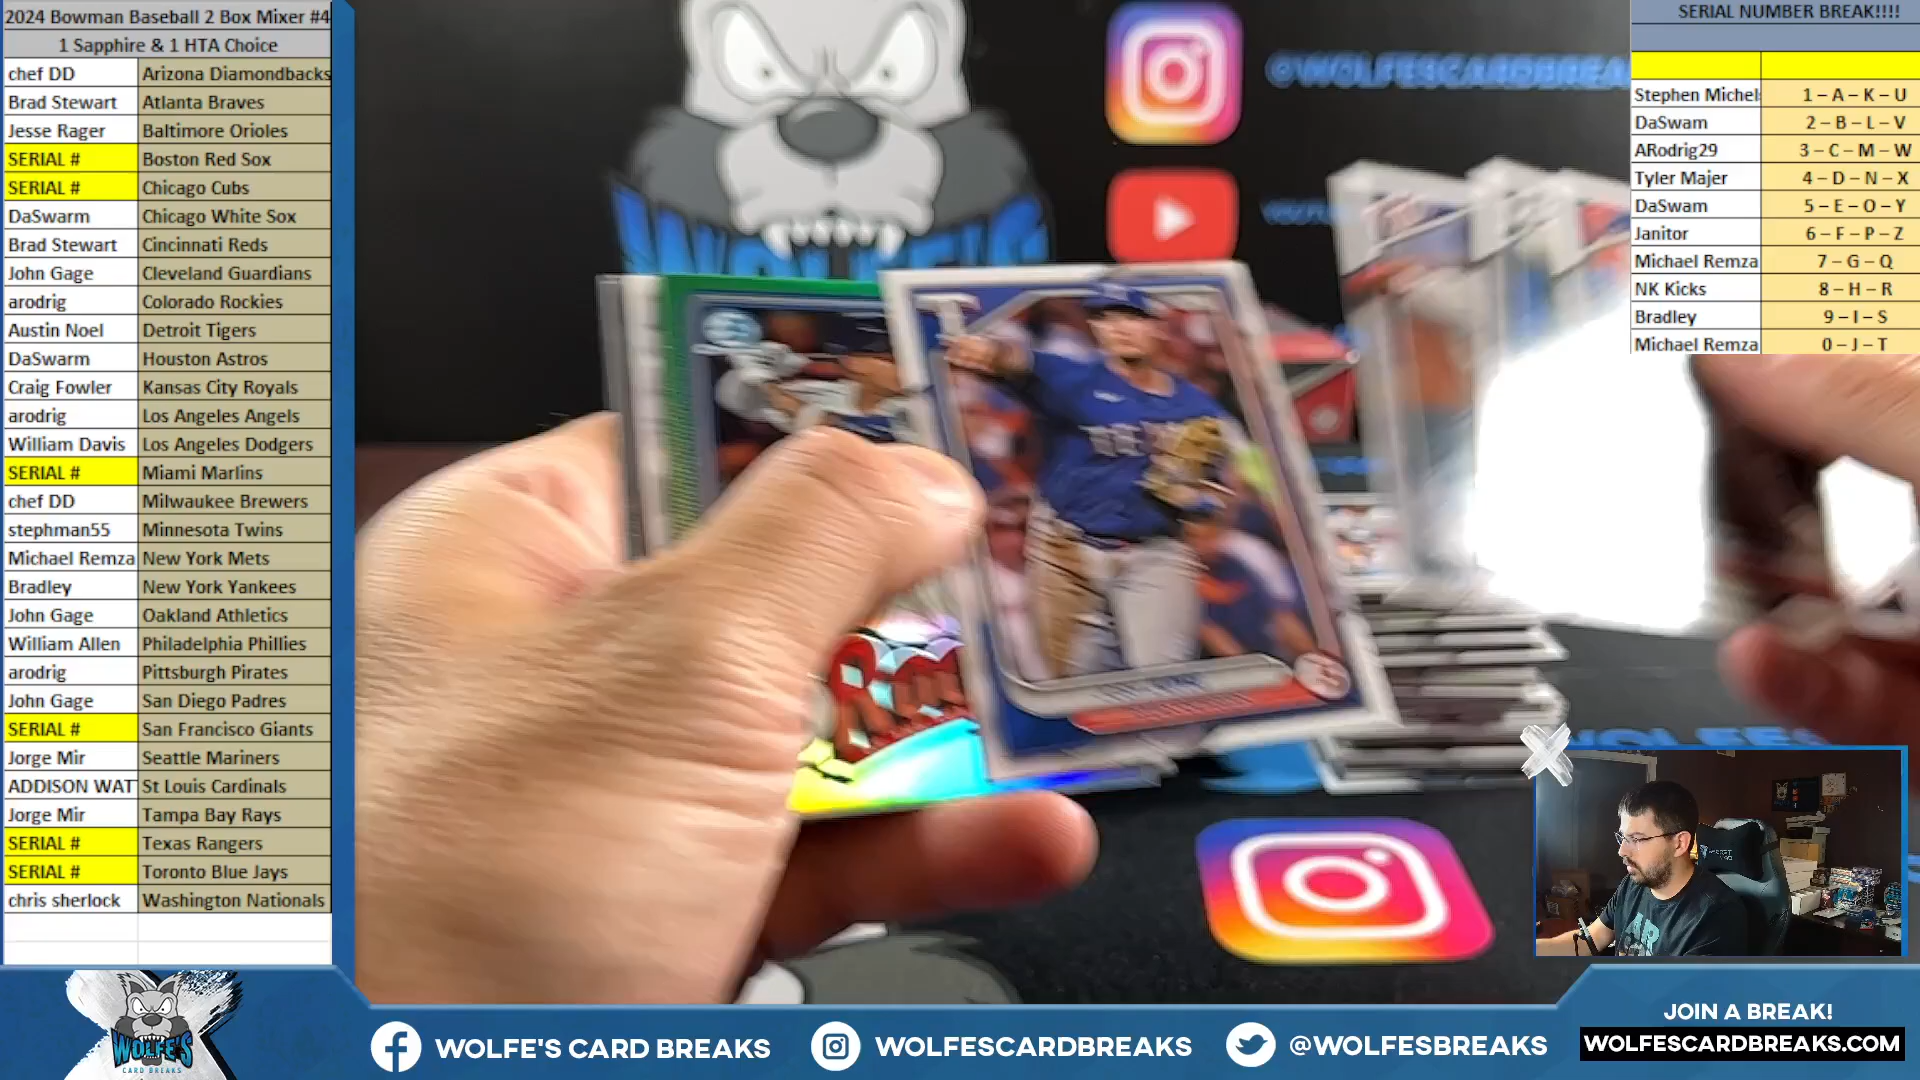 2024 Bowman Baseball 2 Box Mixer #4
1 Sapphire & 1 HTA Choice
chef DD Arizona Diamondbacks
Brad Stewart Atlanta Braves
Jesse Rager Baltimore Orioles
SERIAL # Boston Red Sox
SERIAL # Chicago Cubs
DaSwarm Chicago White Sox
Brad Stewart Cincinnati Reds
John Gage Cleveland Guardians
arodrig Colorado Rockies
Austin Noel Detroit Tigers
DaSwarm Houston Astros
Craig Fowler Kansas City Royals
arodrig Los Angeles Angels
William Davis Los Angeles Dodgers
SERIAL # Miami Marlins
chef DD Milwaukee Brewers
stephman55 Minnesota Twins
Michael Remza New York Mets
Bradley New York Yankees
John Gage Oakland Athletics
William Allen Philadelphia Phillies
arodrig Pittsburgh Pirates
John Gage San Diego Padres
SERIAL # San Francisco Giants
Jorge Mir Seattle Mariners
ADDISON WAT St Louis Cardinals
Jorge Mir Tampa Bay Rays
SERIAL # Texas Rangers
SERIAL # Toronto Blue Jays
chris sherlock Washington Nationals
@WOLFESCARDBREA
WOLFE'S
SERIAL NUMBER BREAK!!!!
Stephen Michel 1 – A – K – U
DaSwam 2 – B – L – V
ARodrig29 3 – C – M – W
Tyler Majer 4 – D – N – X
DaSwam 5 – E – O – Y
Janitor 6 – F – P – Z
Michael Remza 7 – G – Q
NK Kicks 8 – H – R
Bradley 9 – I – S
Michael Remza 0 – J – T
WOLFE'S
CARD BREAKS
WOLFE'S CARD BREAKS
WOLFESCARDBREAKS
@WOLFESBREAKS
JOIN A BREAK!
WOLFESCARDBREAKS.COM